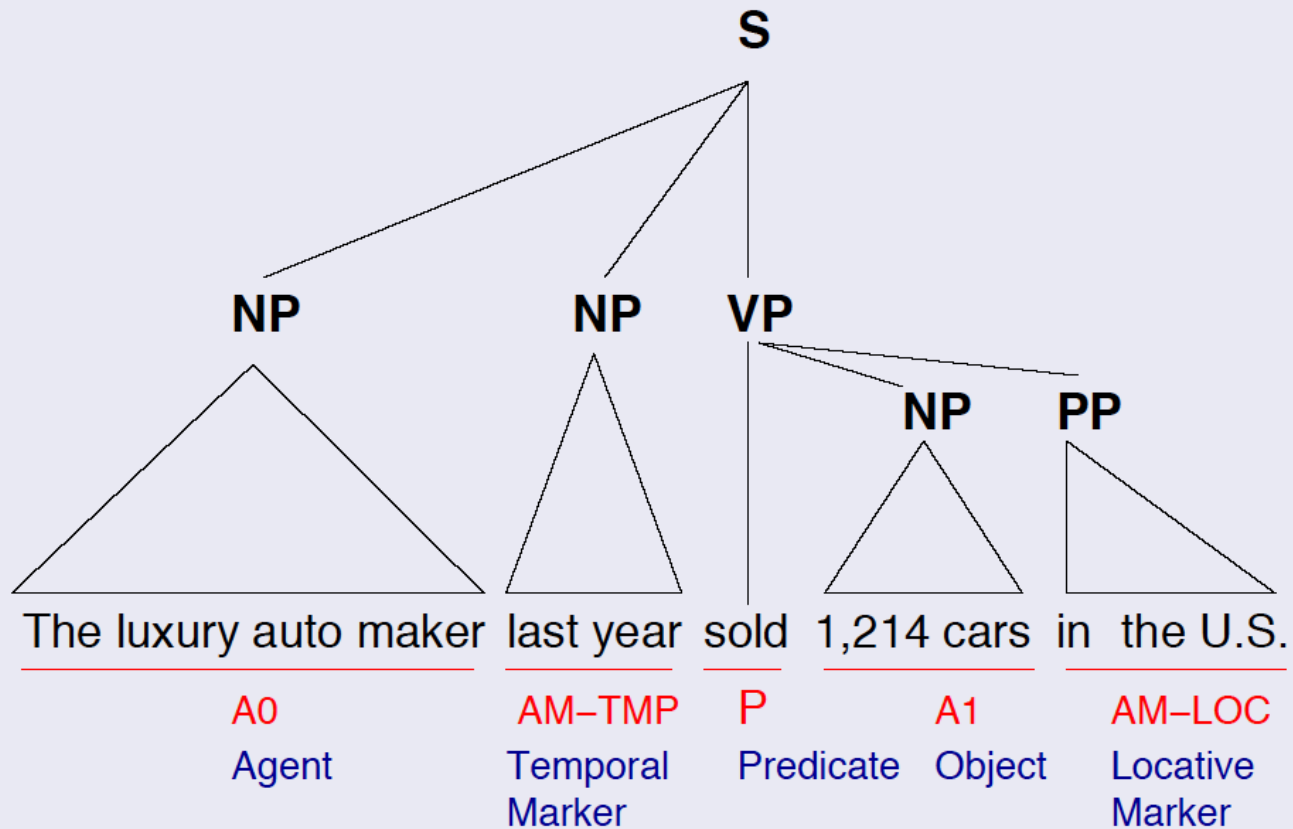 S
NP NP VP
NP PP
The luxury auto maker last year sold 1,214 cars in the U.S.
A0 AM–TMP P A1 AM–LOC
Agent Temporal Marker Predicate Object Locative Marker